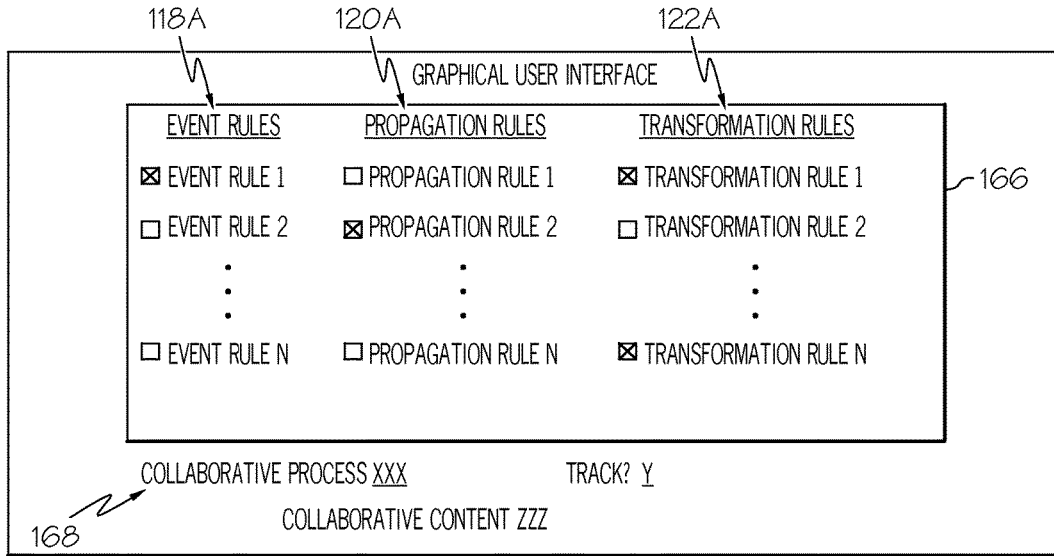 118A 120A 122A
GRAPHICAL USER INTERFACE
EVENT RULES PROPAGATION RULES TRANSFORMATION RULES
EVENT RULE 1 PROPAGATION RULE 1 TRANSFORMATION RULE 1
166
EVENT RULE 2 PROPAGATION RULE 2 TRANSFORMATION RULE 2
EVENT RULE N PROPAGATION RULE N TRANSFORMATION RULE N
COLLABORATIVE PROCESS XXX TRACK? Y
168
COLLABORATIVE CONTENT ZZZ